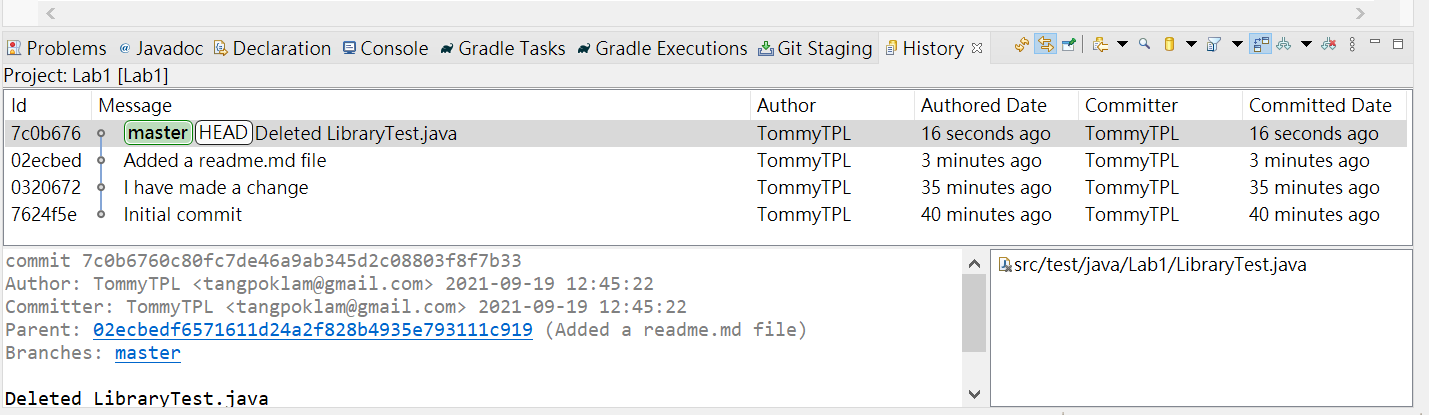 Problems @ Javadoc Declaration Console Gradle Tasks Gradle Executions Git Staging History
Project: Lab1 [Lab1]
Id Message Author Authored Date Committer Committed Date
7c0b676 master HEAD Deleted LibraryTest.java TommyTPL 16 seconds ago TommyTPL 16 seconds ago
02ecbed Added a readme.md file TommyTPL 3 minutes ago TommyTPL 3 minutes ago
0320672 I have made a change TommyTPL 35 minutes ago TommyTPL 35 minutes ago
7624f5e Initial commit TommyTPL 40 minutes ago TommyTPL 40 minutes ago
commit 7c0b6760c80fc7de46a9ab345d2c08803f8f7b33
Author: TommyTPL <tangpoklam@gmail.com> 2021-09-19 12:45:22
Committer: TommyTPL <tangpoklam@gmail.com> 2021-09-19 12:45:22
Parent: 02ecbedf6571611d24a2f828b4935e793111c919 (Added a readme.md file)
Branches: master
Deleted LibraryTest.java
src/test/java/Lab1/LibraryTest.java